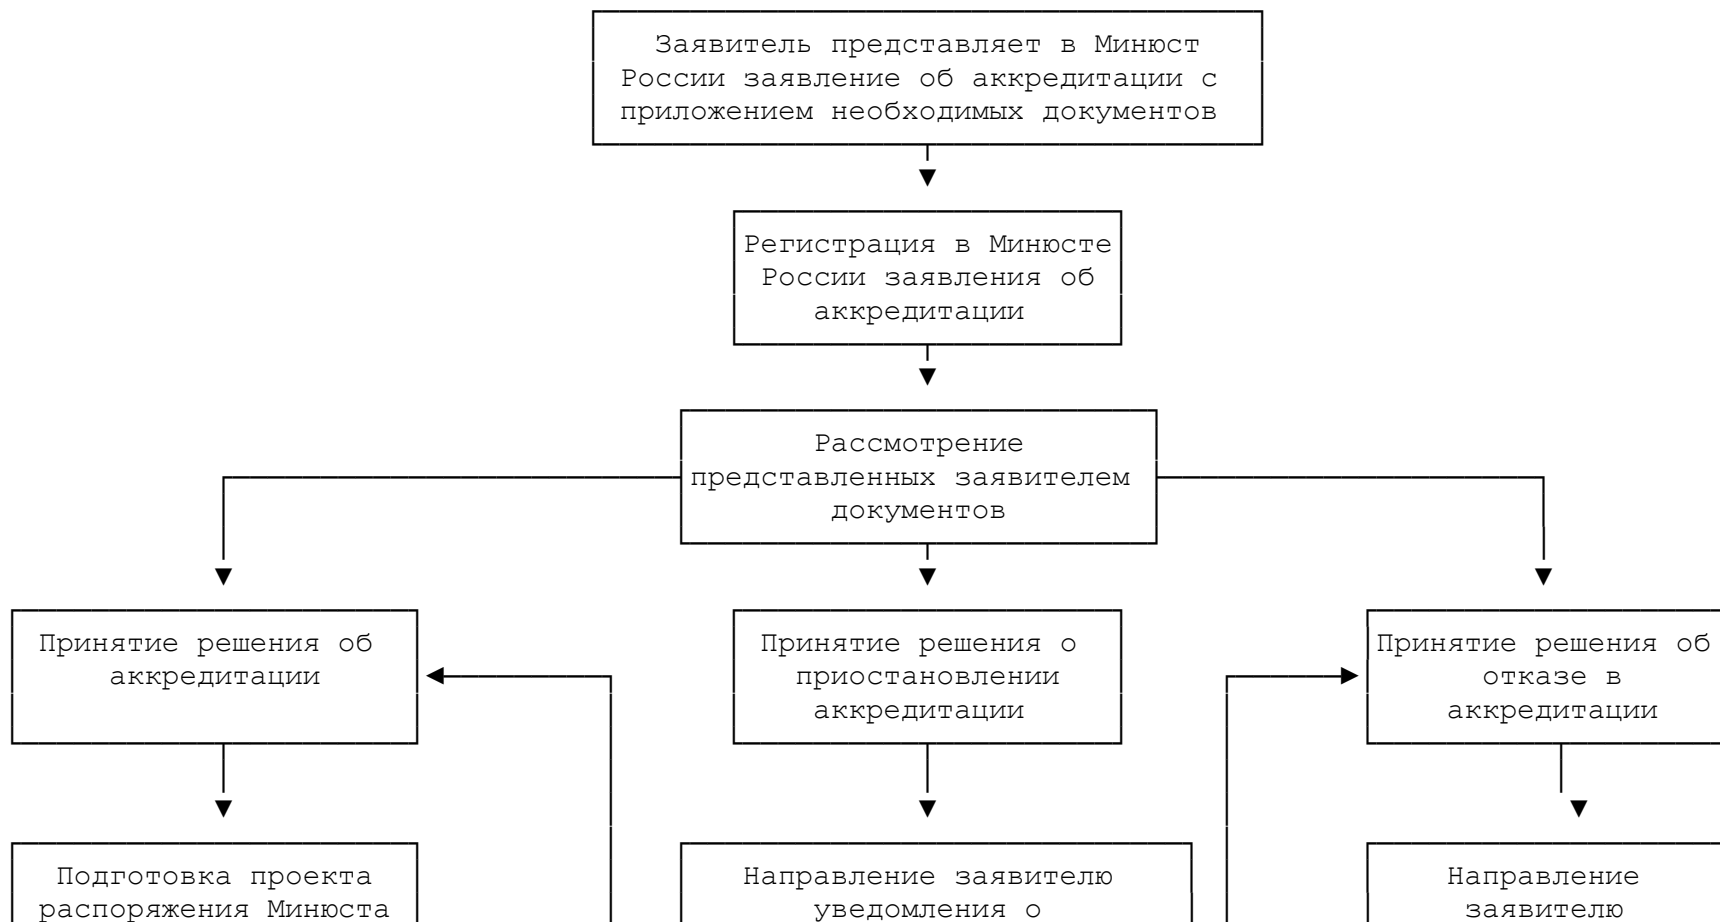 Заявитель представляет в Минюст
России заявление об аккредитации с
приложением необходимых документов
Регистрация в Минюсте
России заявления об
аккредитации
Рассмотрение
представленных заявителем
документов
Принятие решения об
аккредитации
Принятие решения о
приостановлении
аккредитации
Принятие решения об
отказе в
аккредитации
Подготовка проекта
распоряжения Минюста
Направление заявителю
уведомления о
Направление
заявителю